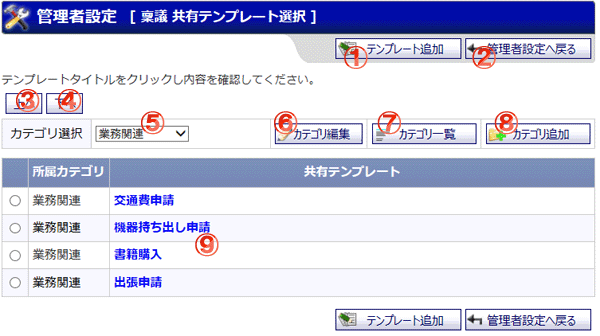 管理者設定 [ 稟議 共有テンプレート選択 ]
テンプレート追加 管理者設定へ戻る
① ②
テンプレートタイトルをクリックし内容を確認してください。
③ ④
カテゴリ選択 業務関連 カテゴリ編集 カテゴリ一覧 カテゴリ追加
⑤ ⑥ ⑦ ⑧
所属カテゴリ 共有テンプレート
業務関連 交通費申請
業務関連 機器持ち出し申請
⑨
業務関連 書籍購入
業務関連 出張申請
テンプレート追加 管理者設定へ戻る